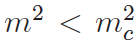 m² < m_c²